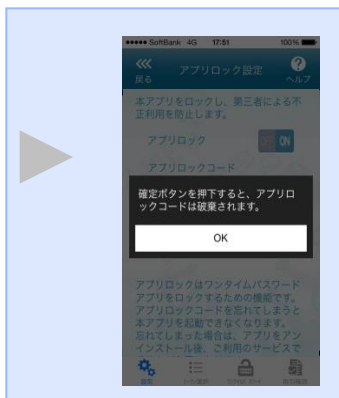 ●●●●● SoftBank 4G 17:51 100%
戻る
アプリロック設定
?
ヘルプ
本アプリをロックし、第三者による不
正利用を防止します。
アプリロック
ON
アプリロックコード
確定ボタンを押下すると、アプリロ
ックコードは破棄されます。
OK
アプリロックはワンタイムパスワード
アプリをロックするための機能です。
アプリロックコードを忘れてしまうと
本アプリを起動できなくなります。
忘れてしまった場合は、アプリをアン
インストール後、ご利用のサービスで
設定